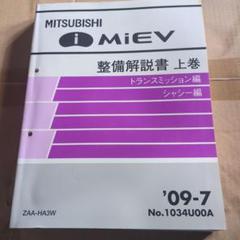 MITSUBISHI
i MiEV
整備解説書 上巻
トランスミッション編
シャシー編
'09-7
ZAA-HA3W
No.1034U00A